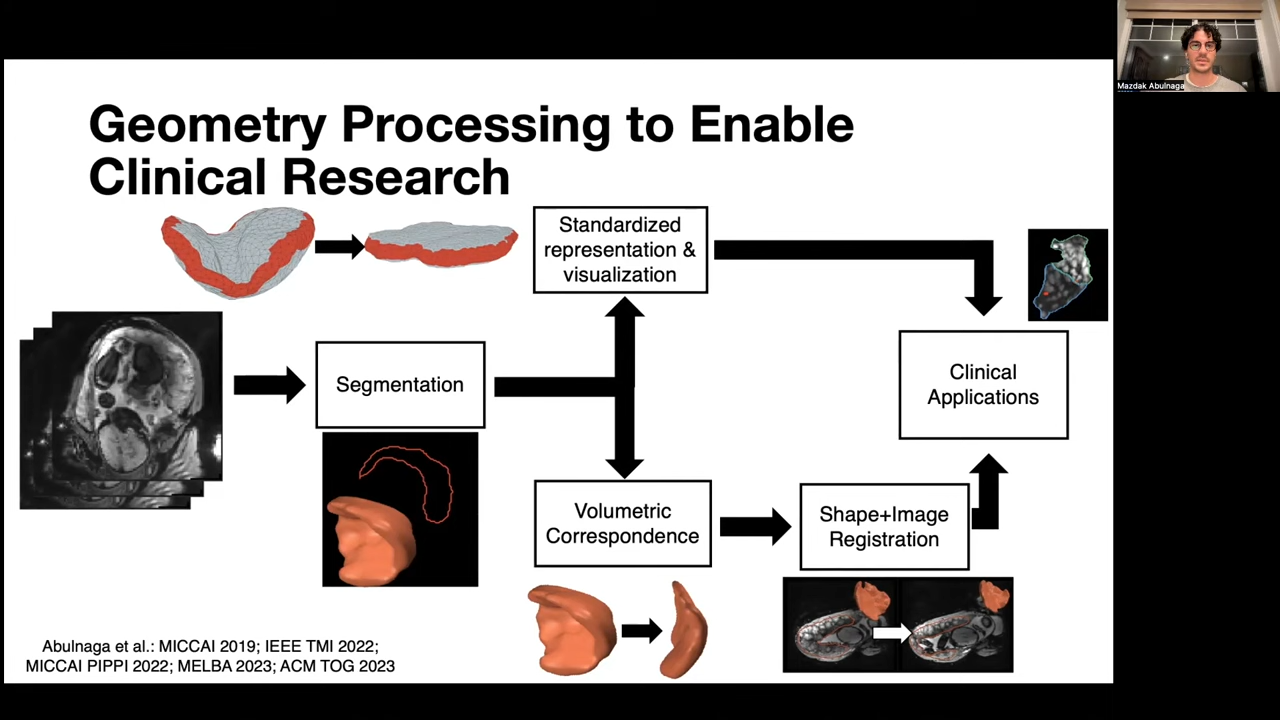 Mazdak Abulnaga
Geometry Processing to Enable
Clinical Research
Standardized
representation &
visualization
Segmentation
Clinical
Applications
Volumetric
Correspondence
Shape+Image
Registration
Abulnaga et al.: MICCAI 2019; IEEE TMI 2022;
MICCAI PIPPI 2022; MELBA 2023; ACM TOG 2023